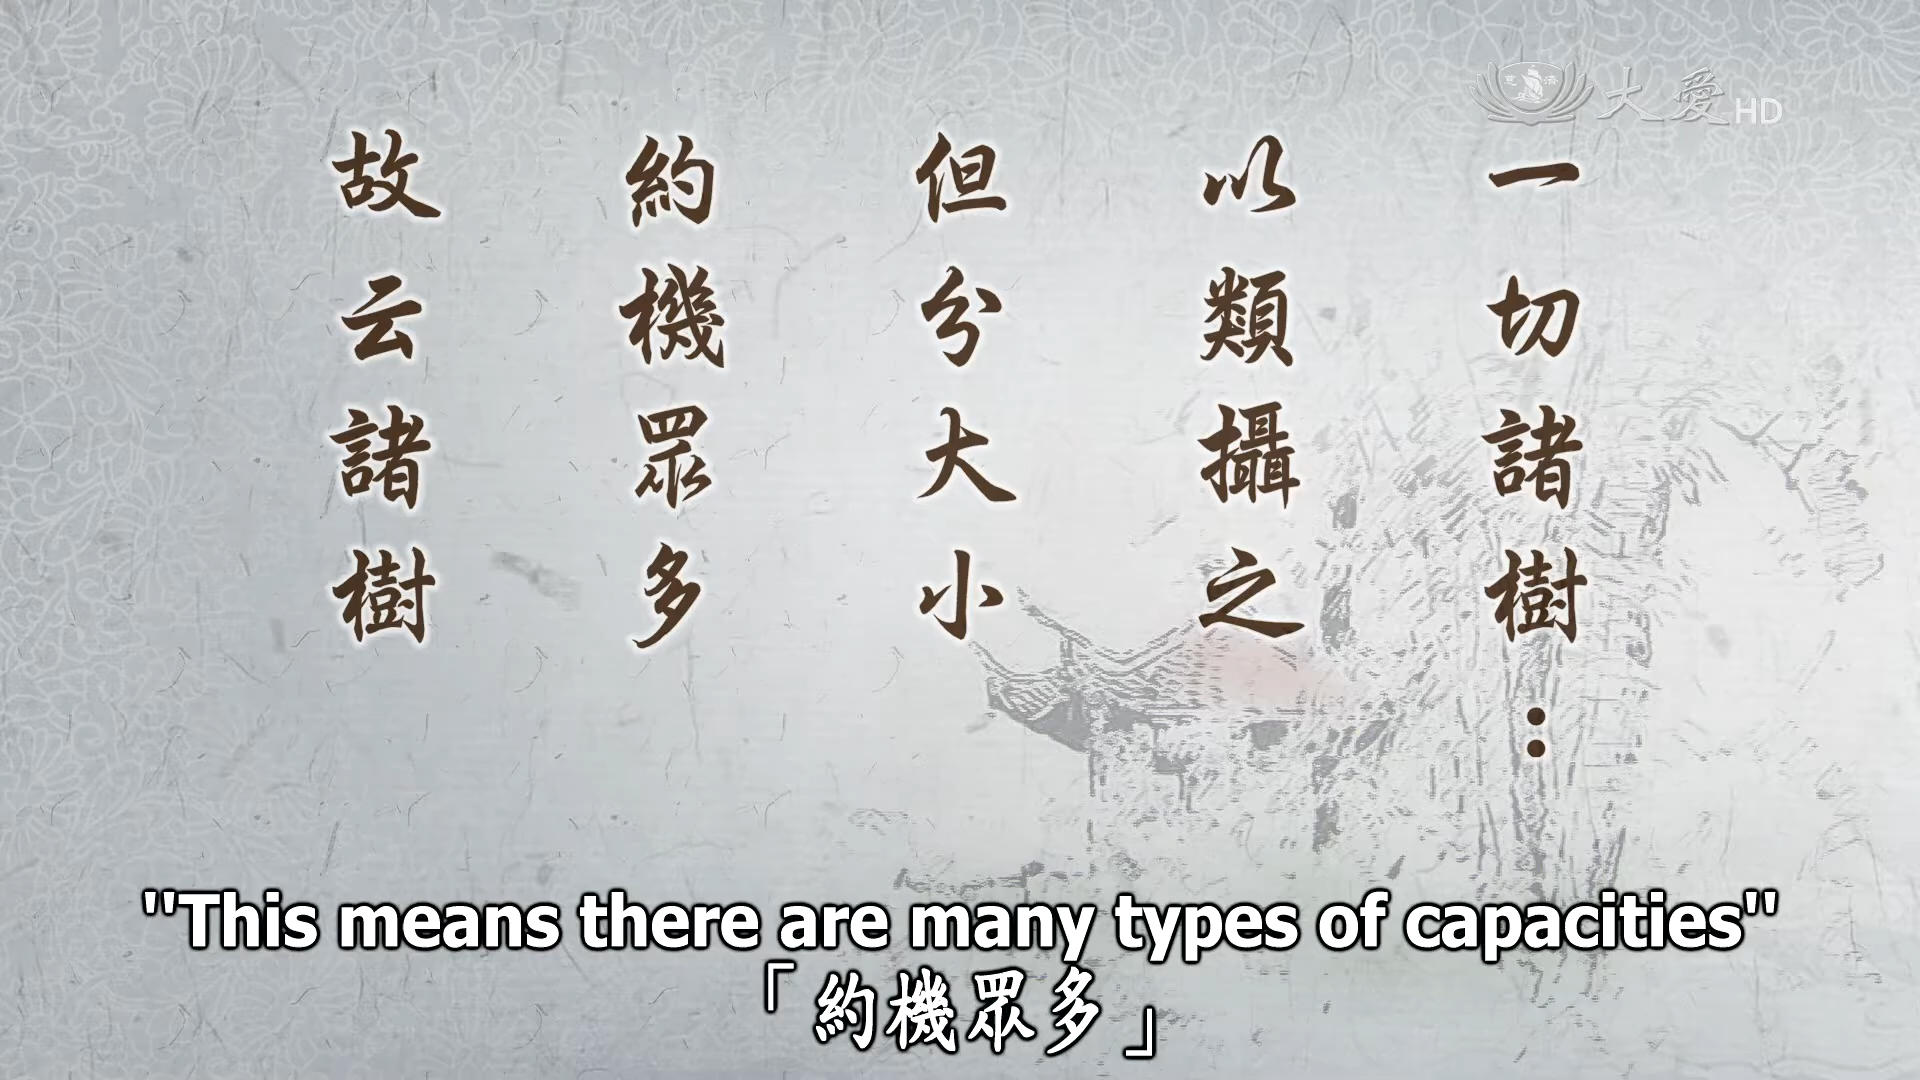 一切諸樹：
以類攝之
但分大小
約機眾多
故云諸樹
大愛HD
"This means there are many types of capacities"
「約機眾多」